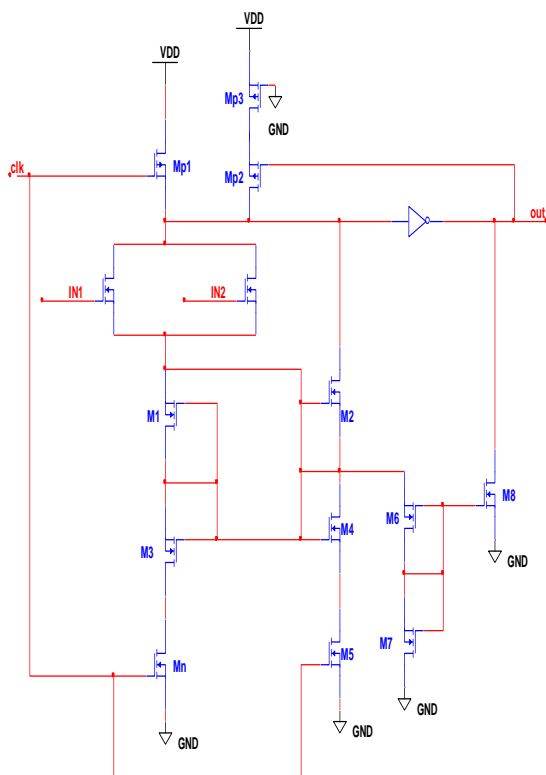 VDD
VDD
Mp3
GND
clk
Mp1
Mp2
out
IN1
IN2
M1
M2
M6
M8
M3
M4
GND
M7
Mn
M5
GND
GND
GND